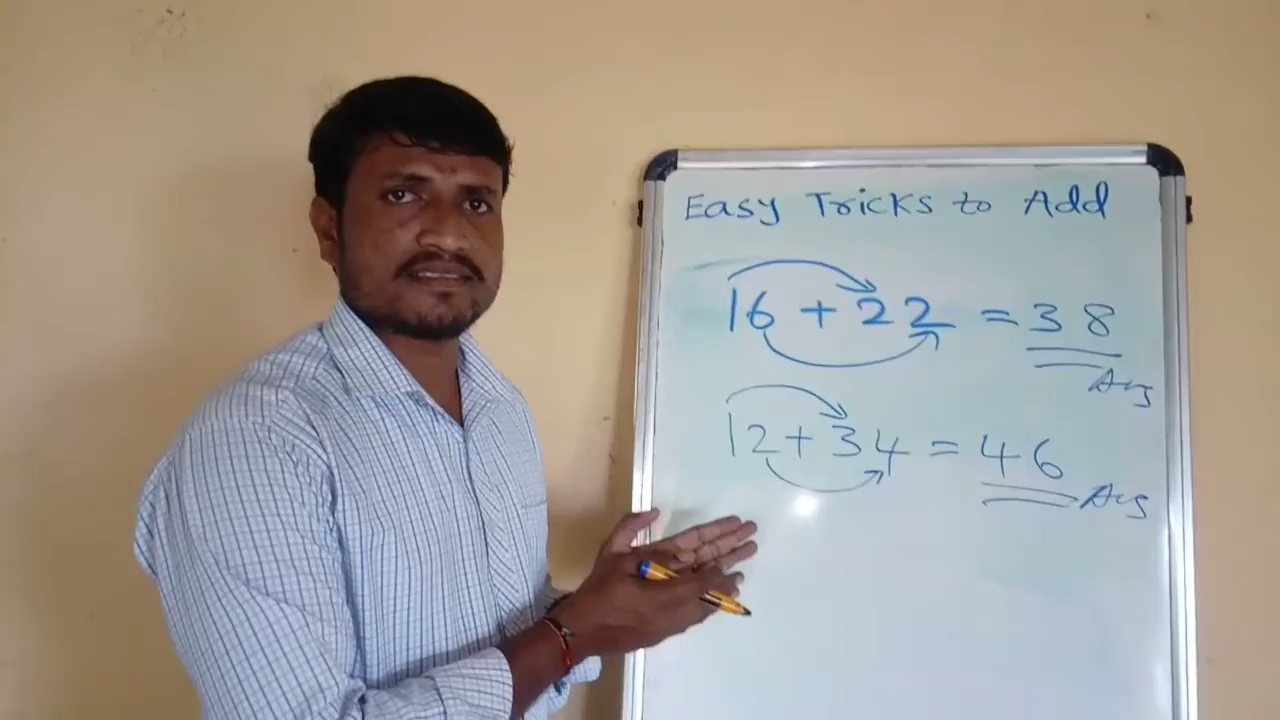 Easy Tricks to Add
16 + 22 = 38
Ans
12 + 34 = 46 Ans